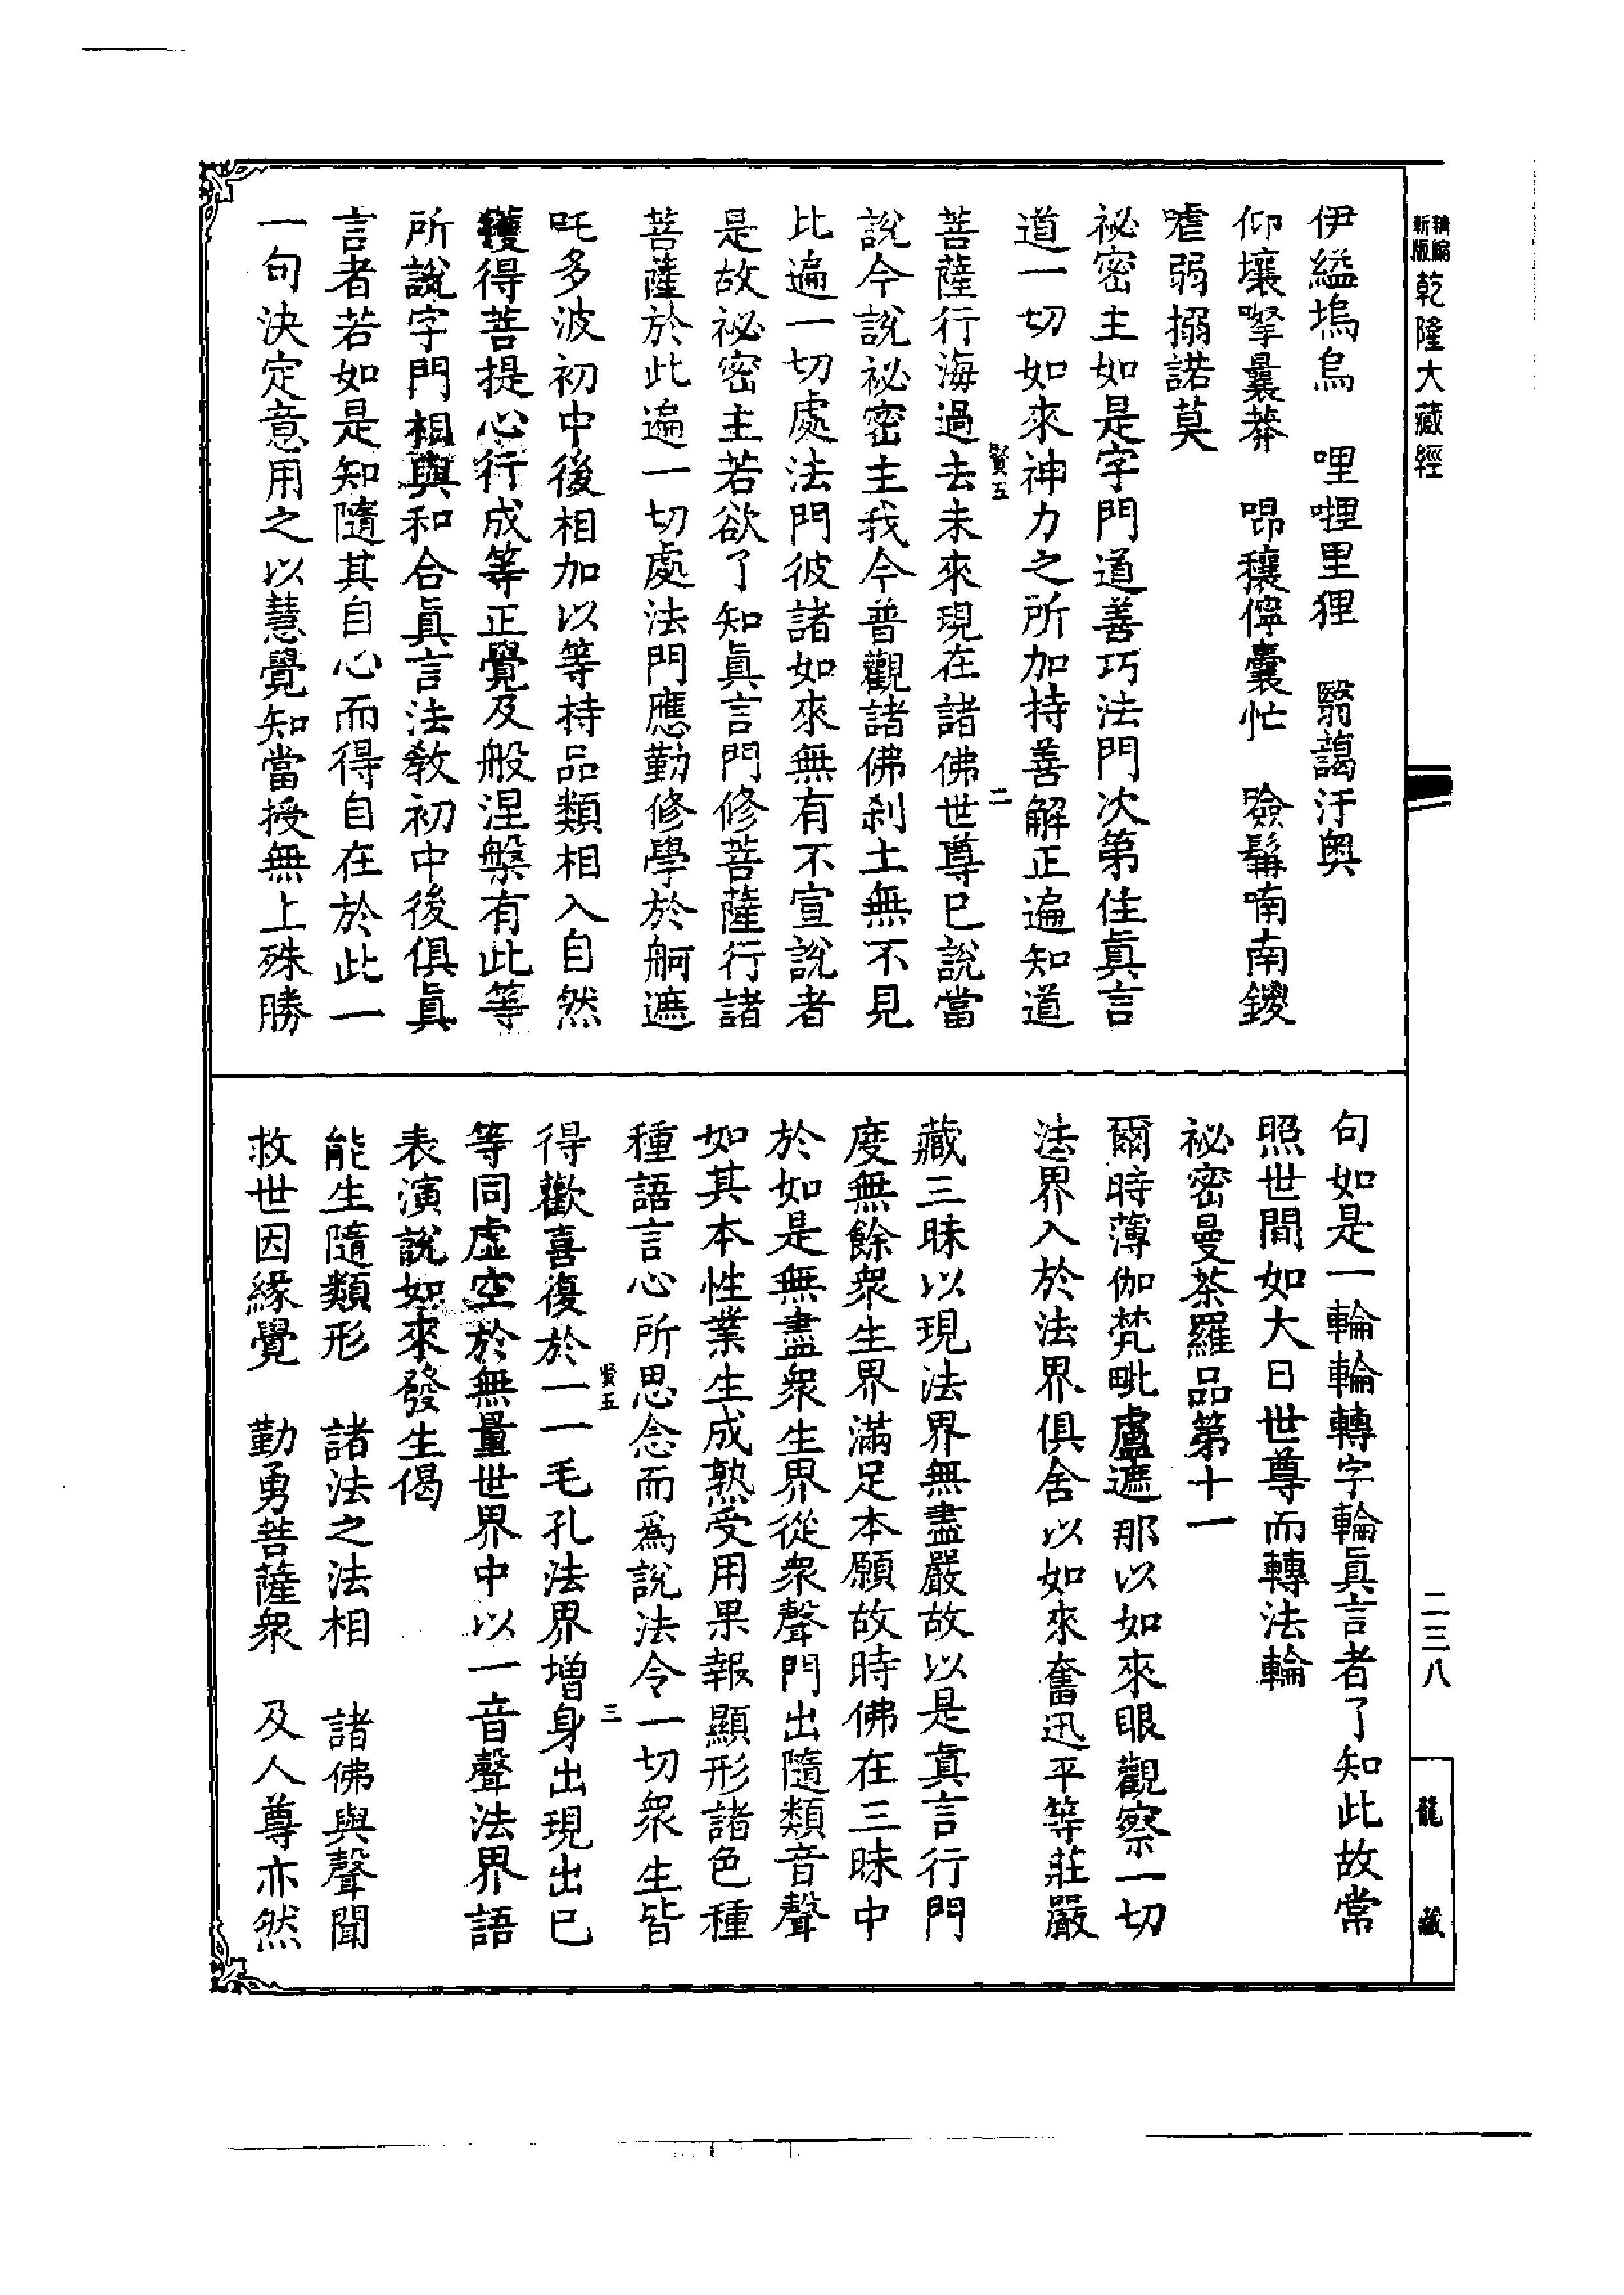 新版精縮乾隆大藏經
伊縊塢烏　哩㗚里狸　翳藹汙奥
仰壤拏曩莽　㖮穰儜囊忙　噞髯喃南鑁
嗢弱搦諾莫
祕密主如是字門道善巧法門次第住眞言
道一切如來神力之所加持善解正遍知道
賢五
二
菩薩行海過去未來現在諸佛世尊已說當
說今說祕密主我今普觀諸佛刹土無不見
比遍一切處法門彼諸如來無有不宣說者
是故祕密主若欲了知眞言門修菩薩行諸
菩薩於此遍一切處法門應勤修學於舸遮
吒多波初中後相加以等持品類相入自然
獲得菩提心行成等正覺及般涅槃有此等
所說字門相與和合眞言法教初中後俱眞
言者若如是知隨其自心而得自在於此一
一句決定意用之以慧覺知當授無上殊勝
句如是一輪輪轉字輪眞言者了知此故常
照世間如大日世尊而轉法輪
祕密曼茶羅品第十一
爾時薄伽梵毗盧遮那以如來眼觀察一切
法界入於法界俱舍以如來奮迅平等莊嚴
藏三昧以現法界無盡嚴故以是眞言行門
度無餘衆生界滿足本願故時佛在三昧中
於如是無盡衆生界從衆聲門出隨類音聲
如其本性業生成熟受用果報顯形諸色種
種語言心所思念而爲說法令一切衆生皆
賢五
三
得歡喜復於一一毛孔法界增身出現出已
等同虛空於無量世界中以一音聲法界語
表演說如來發生偈
能生隨類形　諸法之法相　諸佛與聲聞
救世因緣覺　勤勇菩薩衆　及人尊亦然
二三八
龍藏